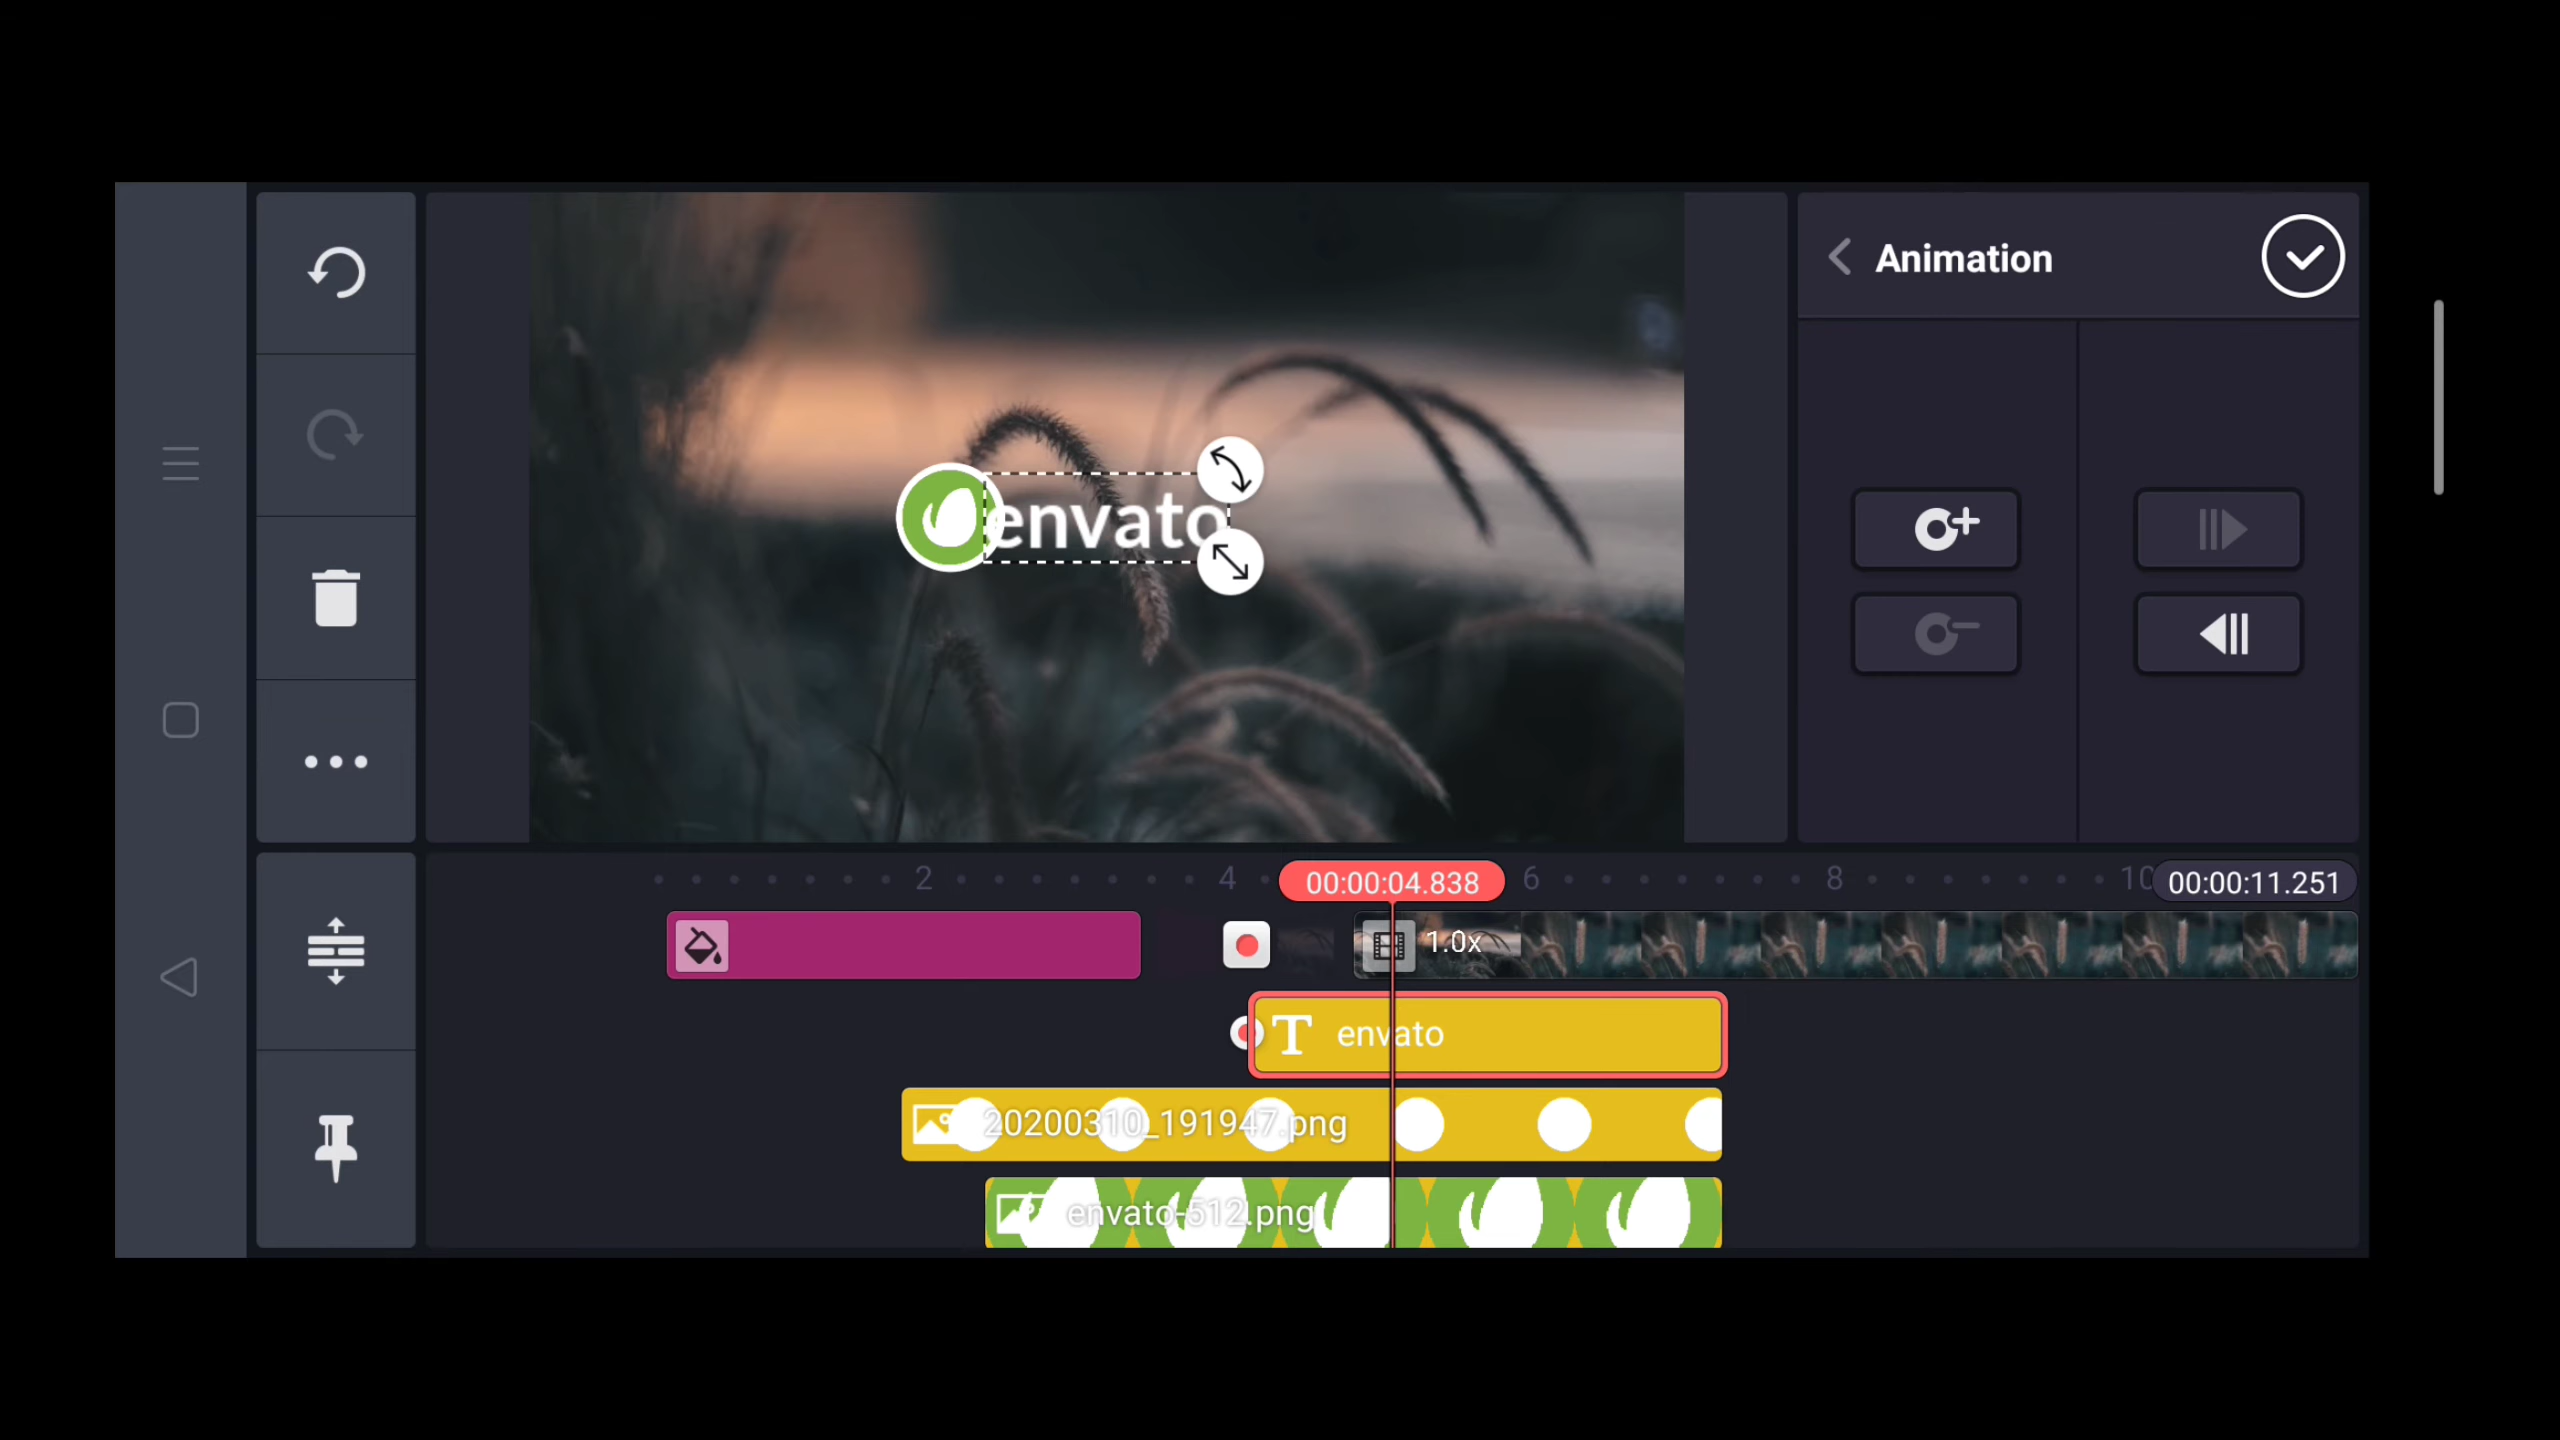 Animation
envato
2
4
00:00:04.838
6
8
10
00:00:11.251
1.0x
T envato
20200310_191947.png
envato-512.png